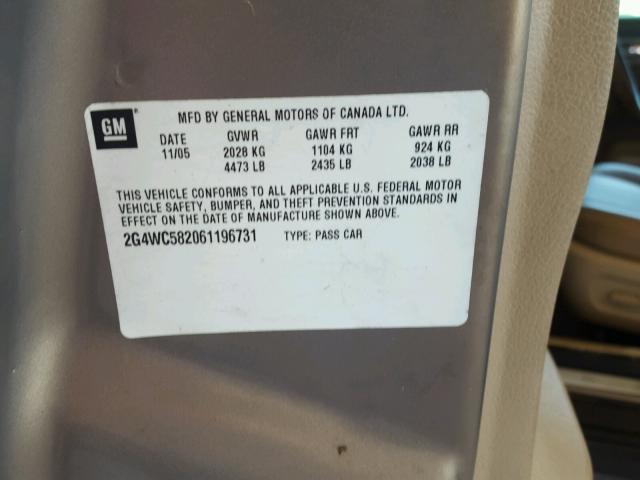 GM
MFD BY GENERAL MOTORS OF CANADA LTD.
DATE GVWR GAWR FRT GAWR RR
11/05 2028 KG 1104 KG 924 KG
4473 LB 2435 LB 2038 LB
THIS VEHICLE CONFORMS TO ALL APPLICABLE U.S. FEDERAL MOTOR
VEHICLE SAFETY, BUMPER, AND THEFT PREVENTION STANDARDS IN
EFFECT ON THE DATE OF MANUFACTURE SHOWN ABOVE.
2G4WC582061196731 TYPE: PASS CAR